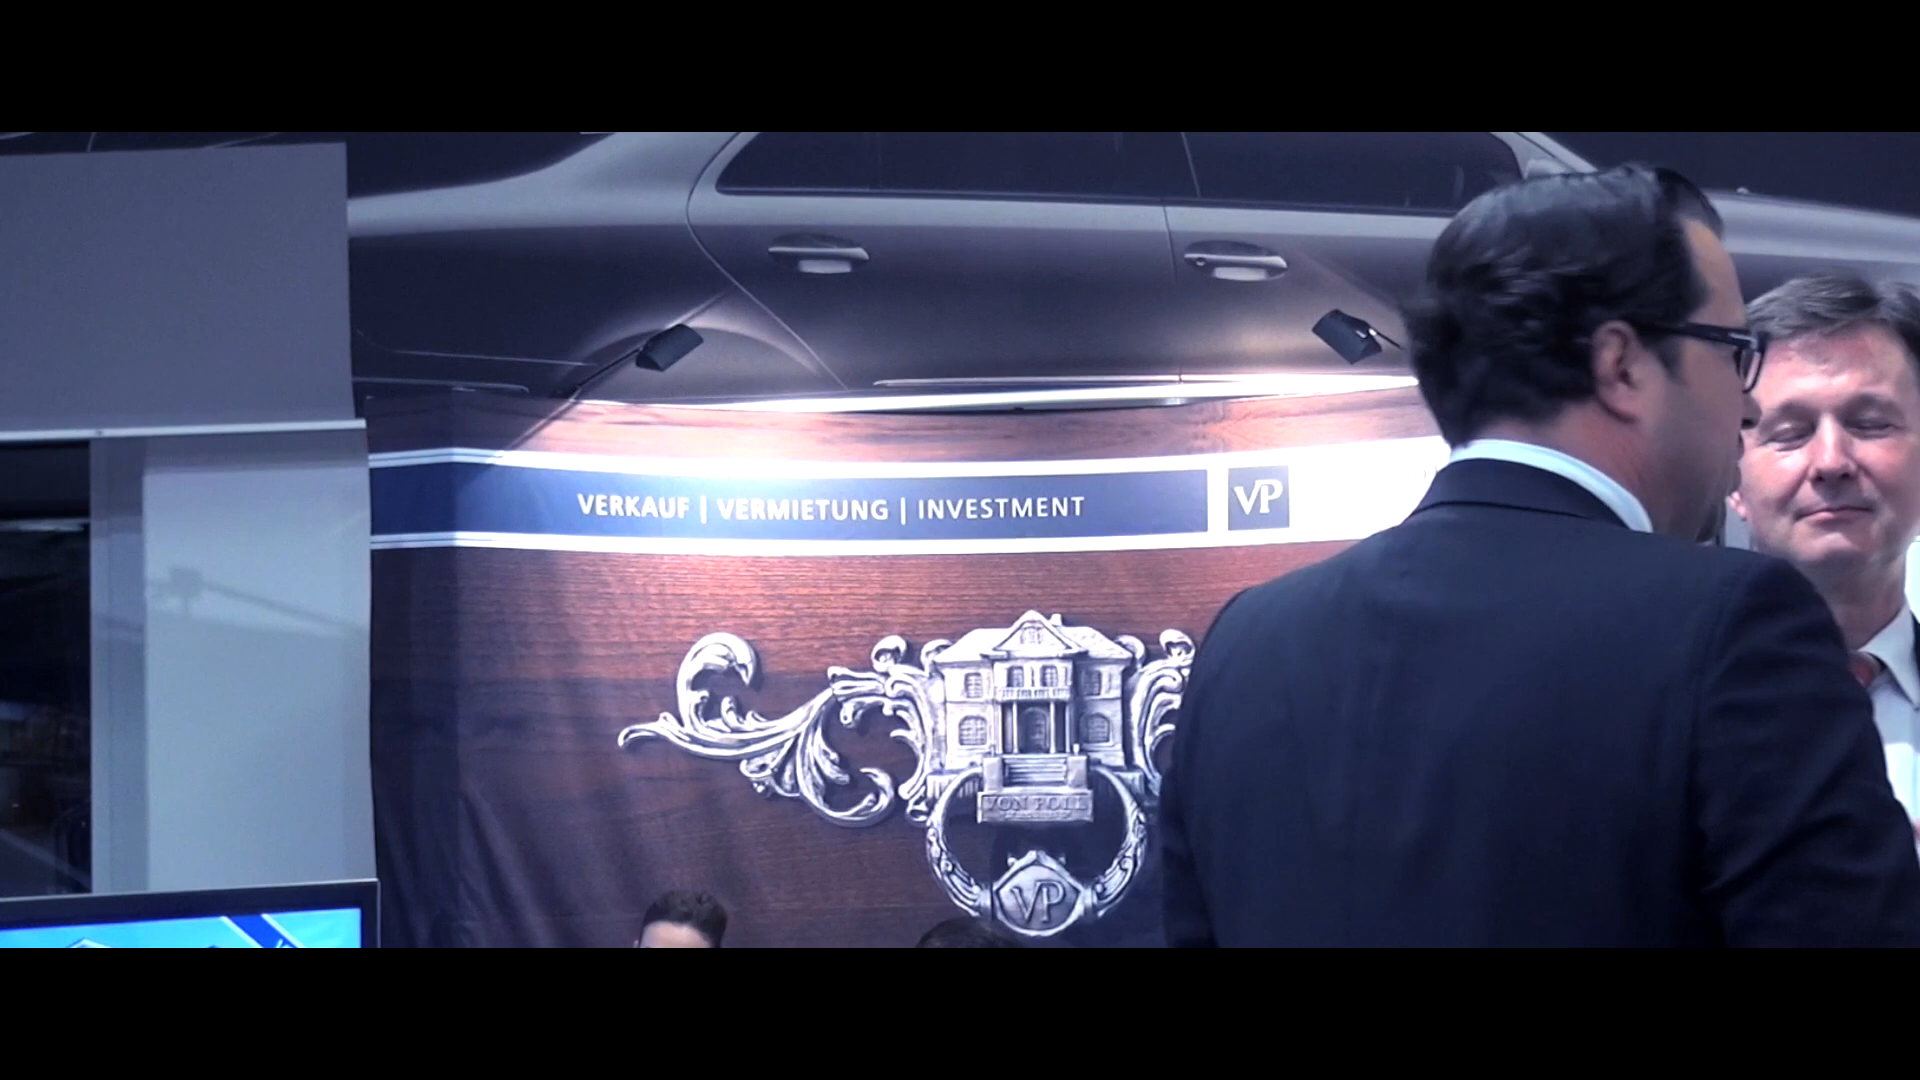 VERKAUF | VERMIETUNG | INVESTMENT
VP
VON POLL
VP